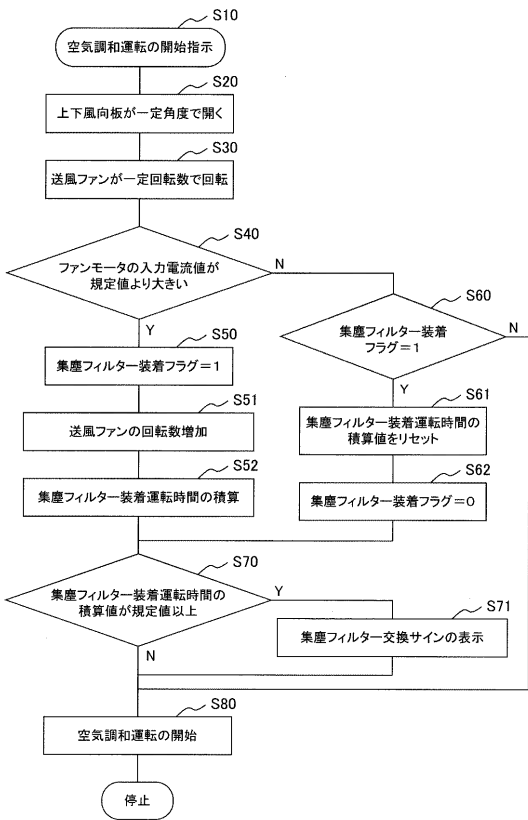 S10
空気調和運転の開始指示
S20
上下風向板が一定角度で開く
S30
送風ファンが一定回転数で回転
S40
ファンモータの入力電流値が
規定値より大きい
N
Y
S60
集塵フィルター装着
フラグ=1
N
Y
S50
集塵フィルター装着フラグ=1
S51
送風ファンの回転数増加
S52
集塵フィルター装着運転時間の積算
S61
集塵フィルター装着運転時間の
積算値をリセット
S62
集塵フィルター装着フラグ=0
S70
集塵フィルター装着運転時間の
積算値が規定値以上
Y
N
S71
集塵フィルター交換サインの表示
S80
空気調和運転の開始
停止